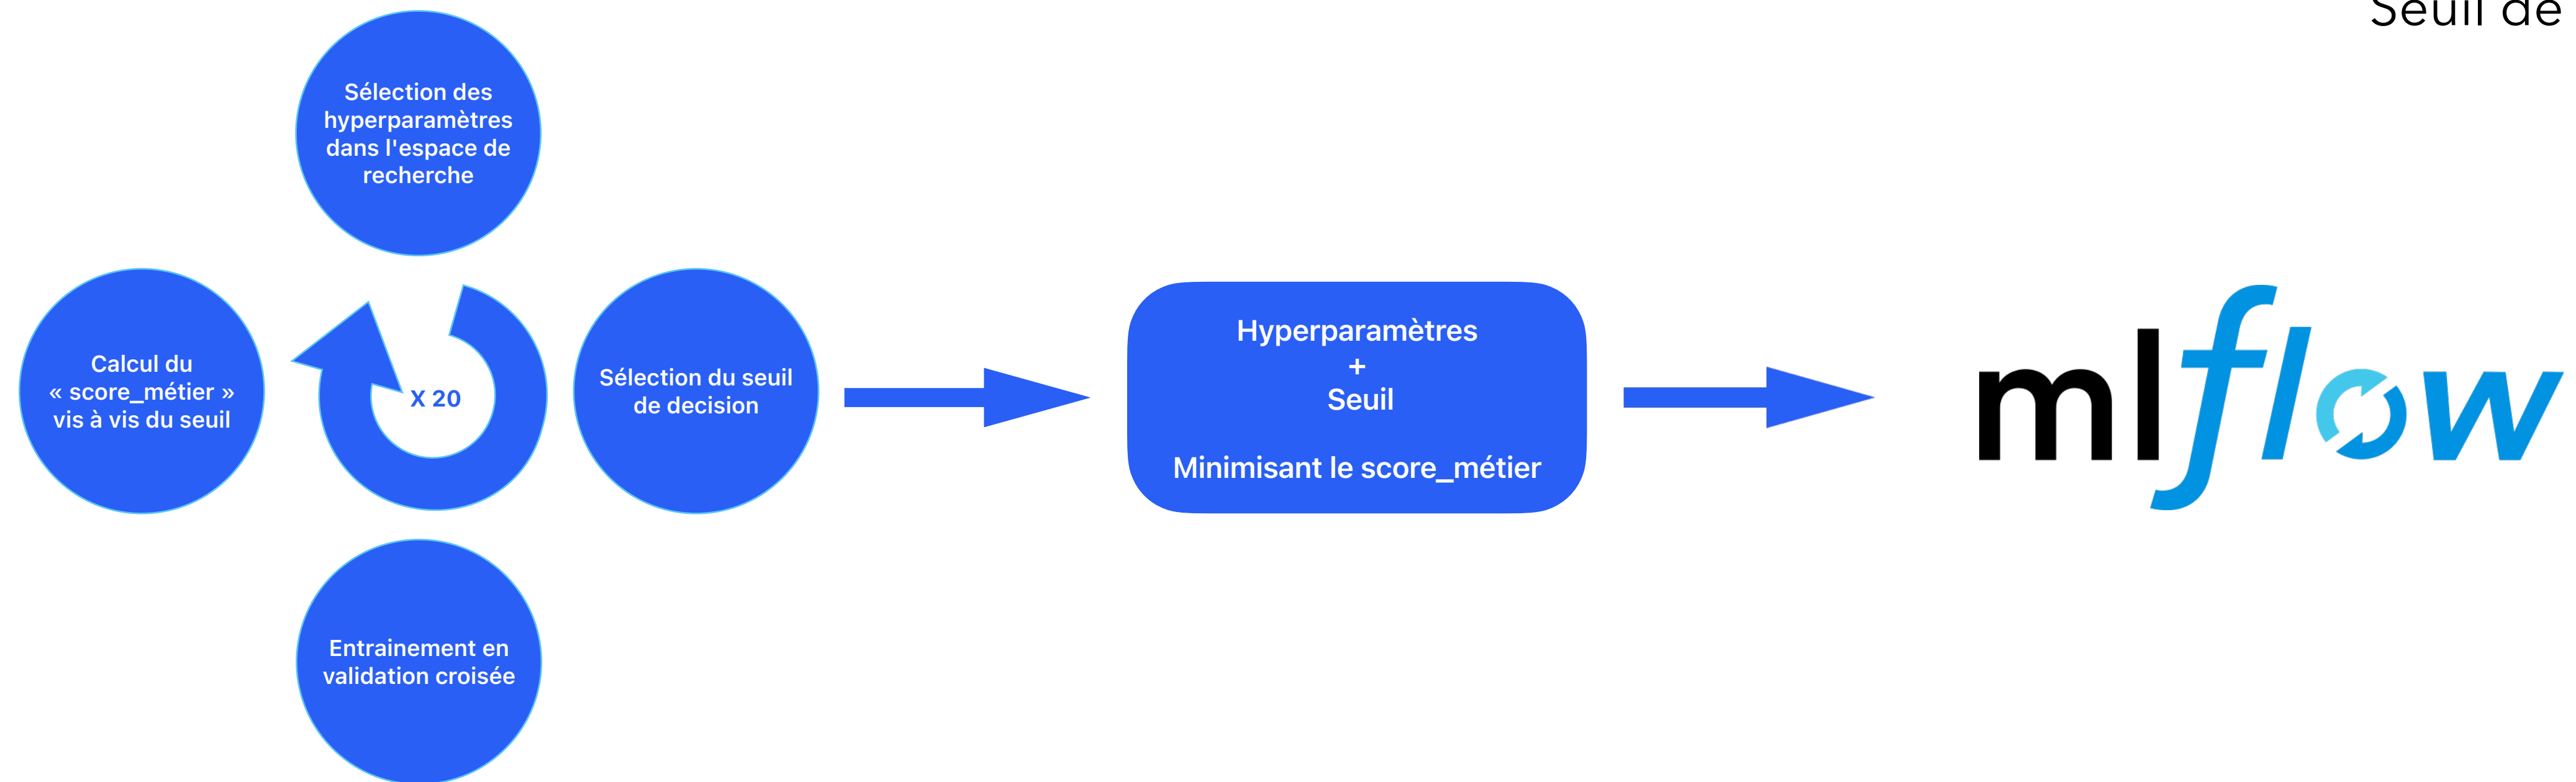 Seuil de
Sélection des
hyperparamètres
dans l'espace de
recherche
Calcul du
« score_métier »
vis à vis du seuil
X 20
Sélection du seuil
de decision
Entrainement en
validation croisée
Hyperparamètres
+
Seuil
Minimisant le score_métier
mlflow